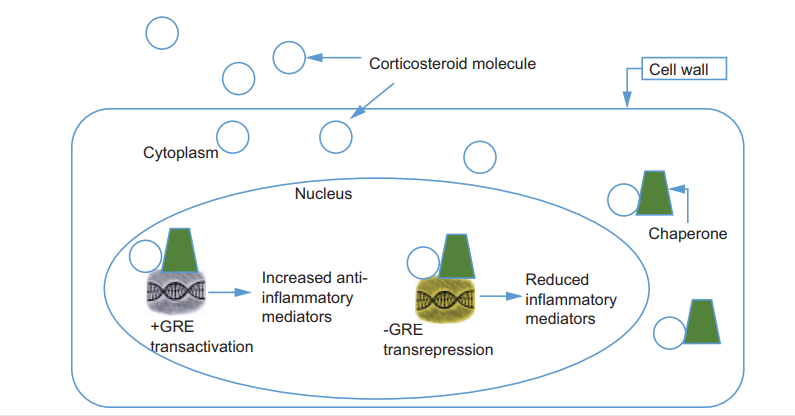 Corticosteroid molecule
Cell wall
Cytoplasm
Nucleus
Chaperone
Increased anti-
inflammatory
mediators
+GRE
transactivation
Reduced
inflammatory
mediators
-GRE
transrepression